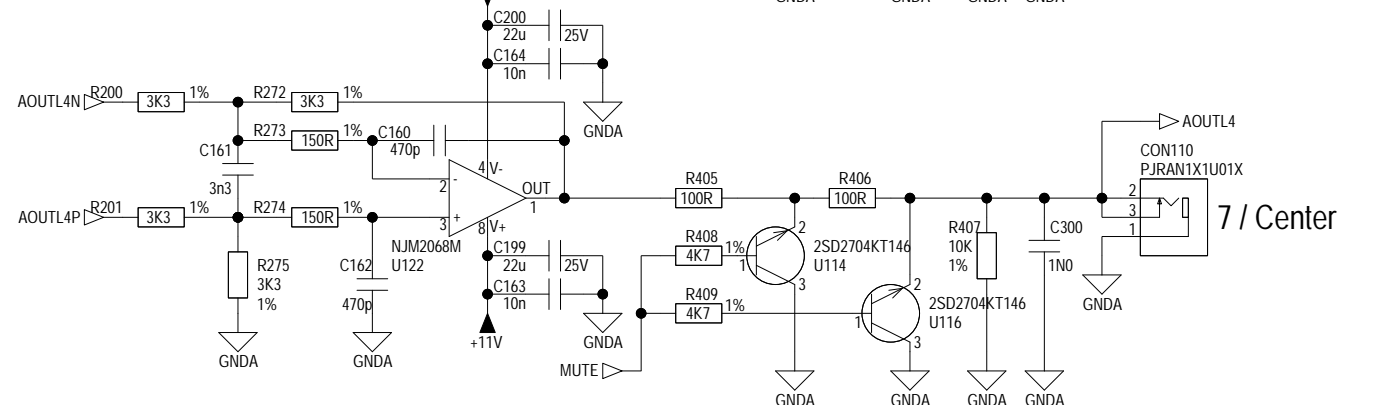 GNDA GNDA GNDA GNDA
C200
22u 25V
C164
10n
GNDA
AOUTL4N R200 3K3 1% R272 3K3 1%
R273 150R 1% C160
470p
C161
3n3
AOUTL4P R201 3K3 1% R274 150R 1%
4 V-
2 -
OUT
1
+
3
8 V+
NJM2068M
U122
R275
3K3
1%
GNDA
C162
470p
GNDA
C199
22u 25V
C163
10n
GNDA
+11V
R405
100R
R406
100R
R408
4K7 1%
1 2 3
2SD2704KT146
U114
R409
4K7 1%
1 2 3
2SD2704KT146
U116
MUTE
GNDA
GNDA
R407
10K
1%
GNDA
C300
1N0
GNDA
AOUTL4
CON110
PJRAN1X1U01X
2
3
1
GNDA
7 / Center